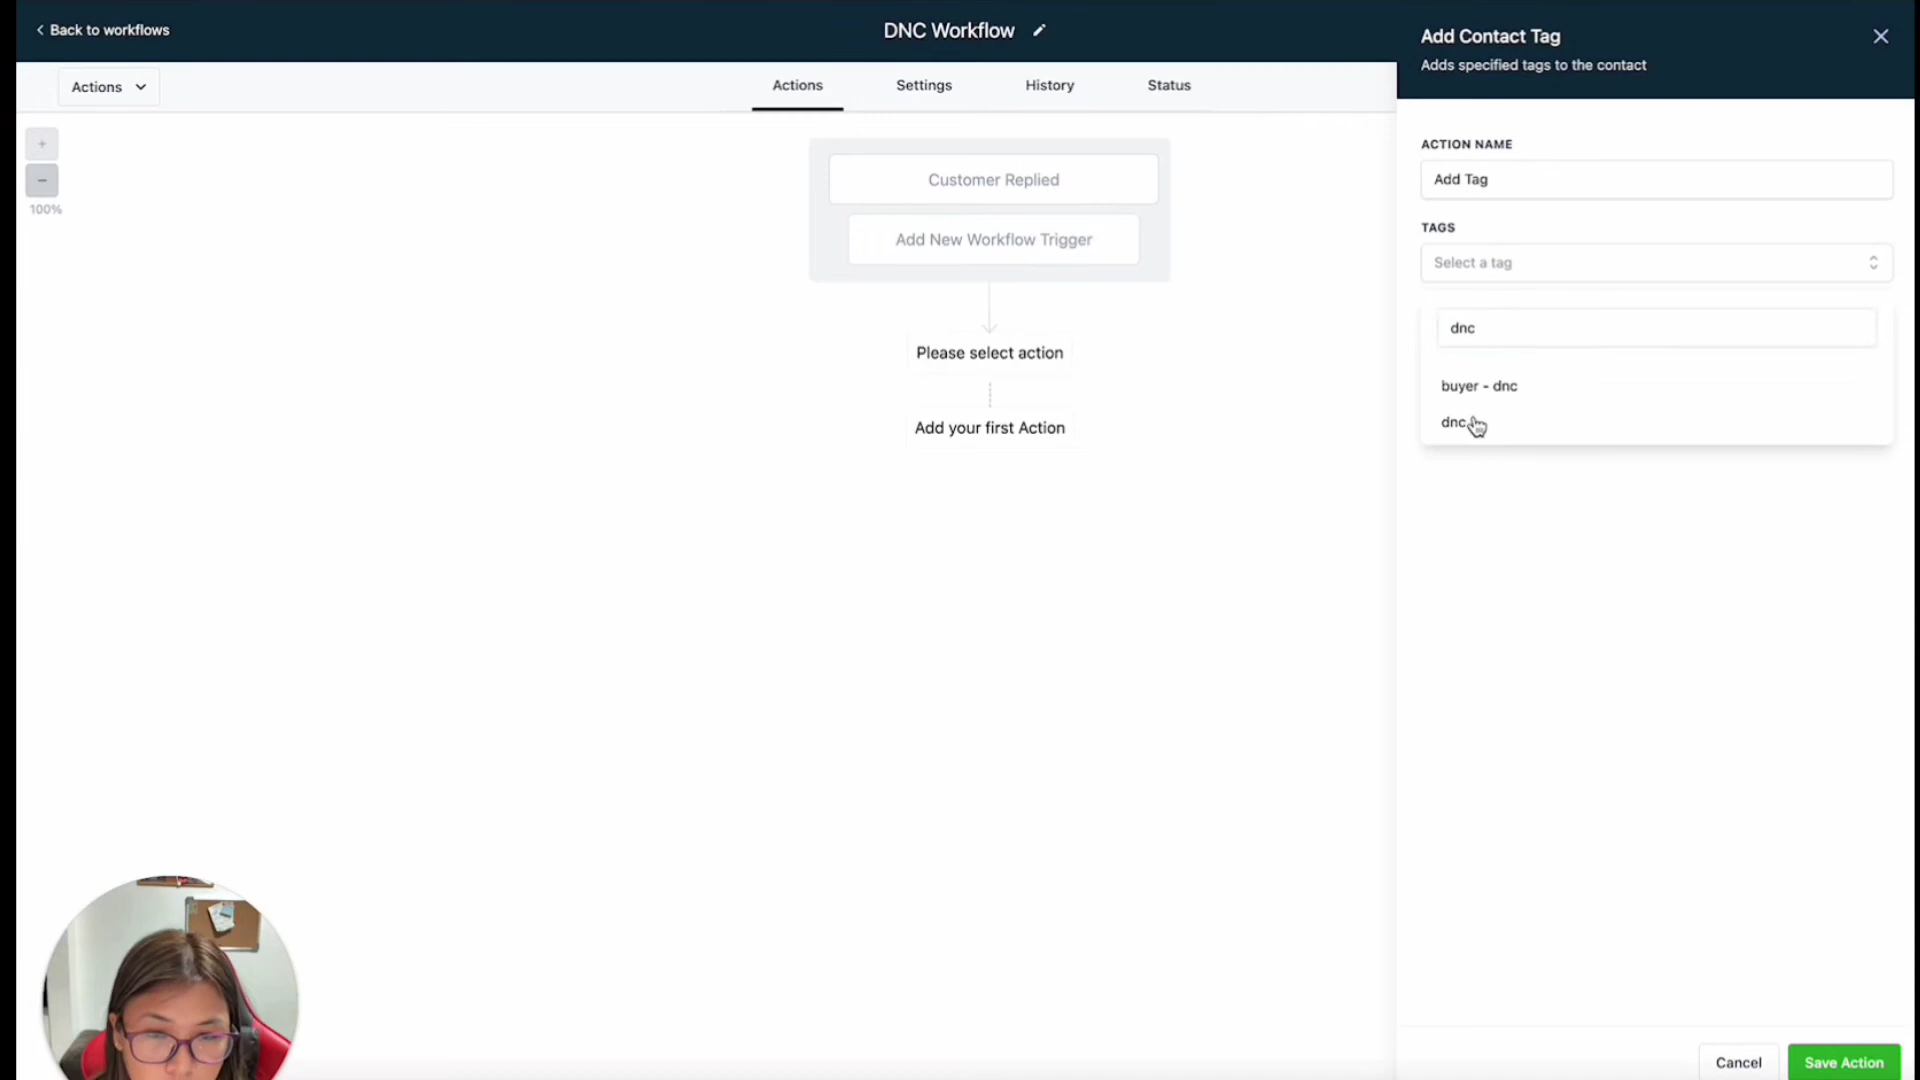 Back to workflows
DNC Workflow
Add Contact Tag
Adds specified tags to the contact
Actions
Actions
Settings
History
Status
+
-
100%
Customer Replied
Add New Workflow Trigger
Please select action
Add your first Action
ACTION NAME
Add Tag
TAGS
Select a tag
dnc
buyer - dnc
dnc
Cancel
Save Action